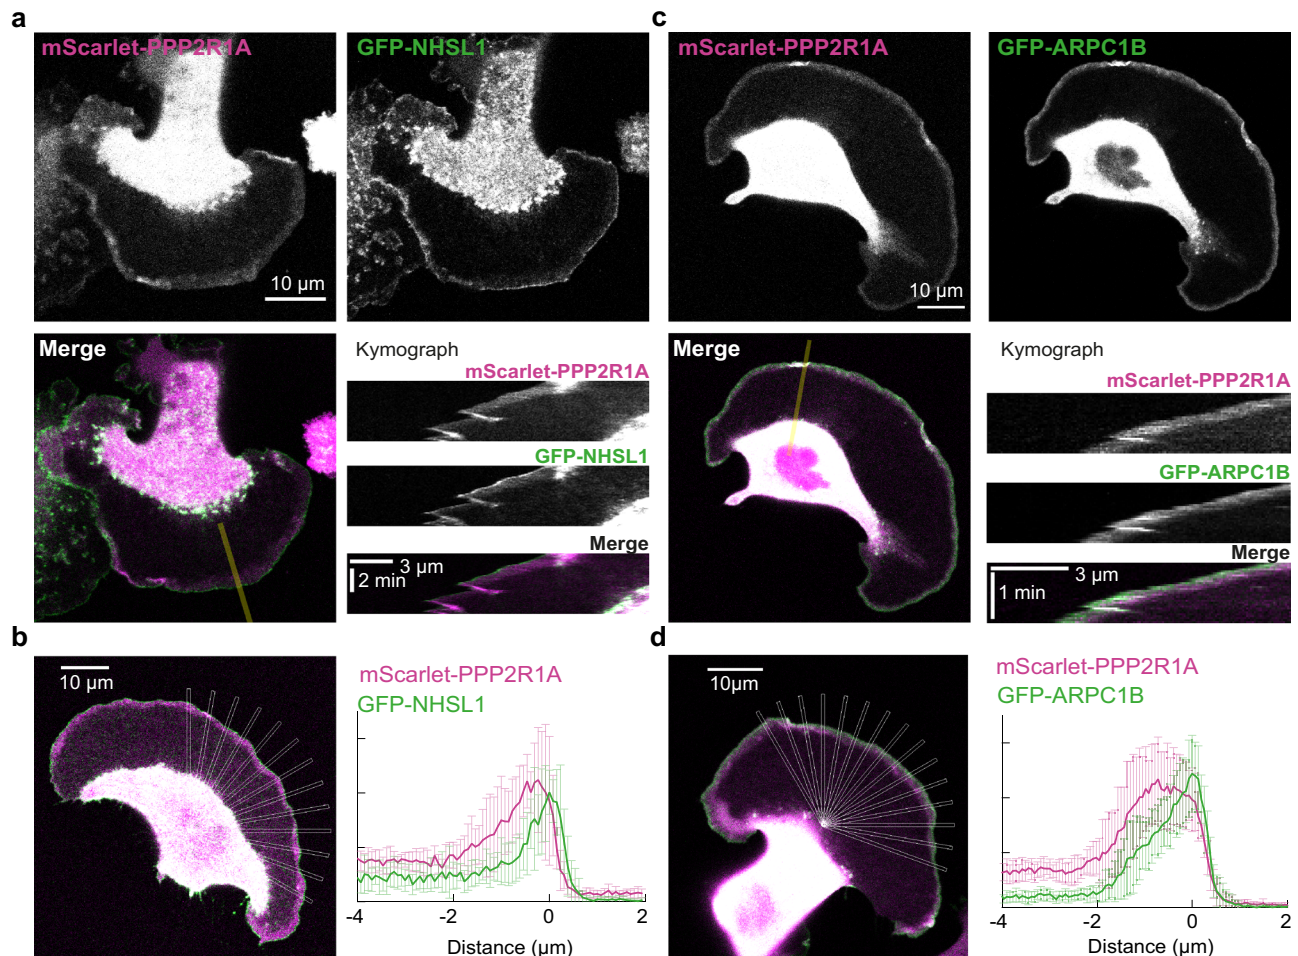 a
mScarlet-PPP2R1A
GFP-NHSL1
10 µm
Merge
Kymograph
mScarlet-PPP2R1A
GFP-NHSL1
Merge
3 µm
2 min
c
mScarlet-PPP2R1A
GFP-ARPC1B
10 µm
Merge
Kymograph
mScarlet-PPP2R1A
GFP-ARPC1B
Merge
3 µm
1 min
b
10 µm
mScarlet-PPP2R1A
GFP-NHSL1
-4 -2 0 2
Distance (µm)
d
10µm
mScarlet-PPP2R1A
GFP-ARPC1B
-4 -2 0 2
Distance (µm)